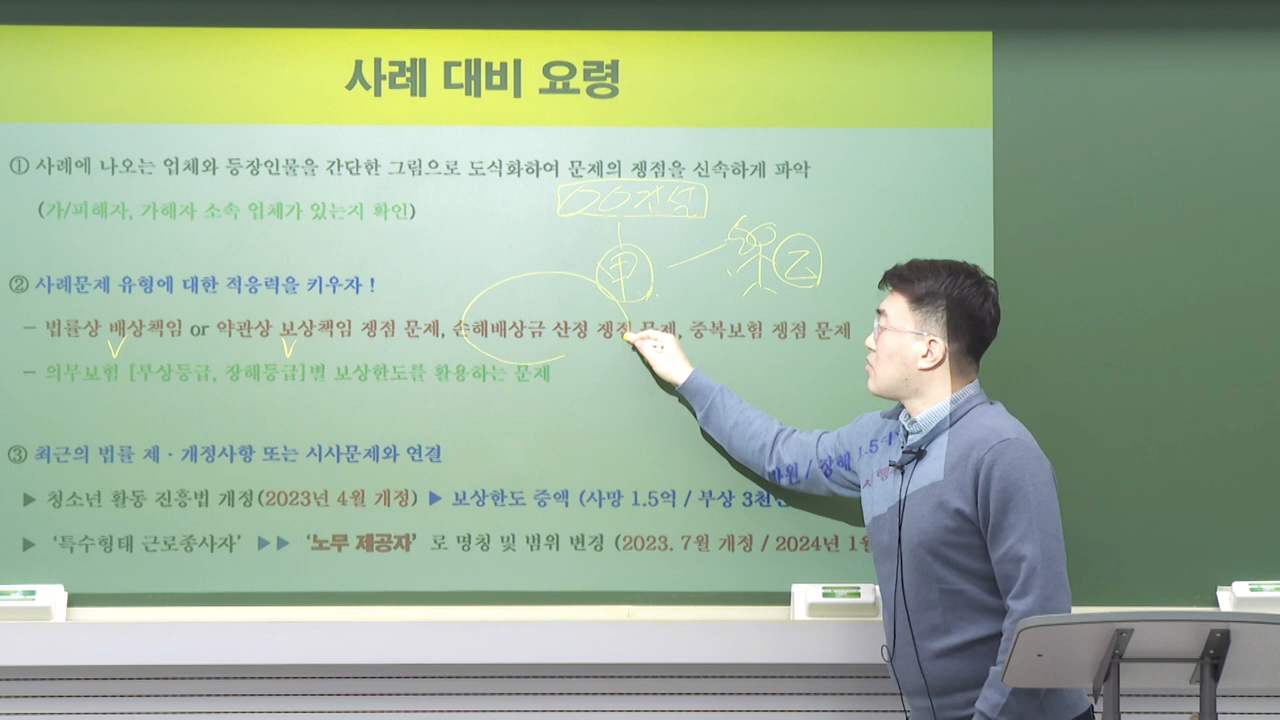 사례 대비 요령
① 사례에 나오는 업체와 등장인물을 간단한 그림으로 도식화하여 문제의 쟁점을 신속하게 파악
(가/피해자, 가해자 소속 업체가 있는지 확인)
○○건설
甲
乙
② 사례문제 유형에 대한 적응력을 키우자 !
- 법률상 배상책임 or 약관상 보상책임 쟁점 문제, 손해배상금 산정 쟁점 문제, 중복보험 쟁점 문제
- 의무보험 [부상등급, 장해등급]별 보상한도를 활용하는 문제
③ 최근의 법률 제 · 개정사항 또는 시사문제와 연결
▶ 청소년 활동 진흥법 개정(2023년 4월 개정) ▶ 보상한도 증액 (사망 1.5억 / 부상 3천만원 / 장해 1.5억
▶ ‘특수형태 근로종사자’ ▶▶ ‘노무 제공자’ 로 명칭 및 범위 변경 (2023. 7월 개정 / 2024년 1월 시행